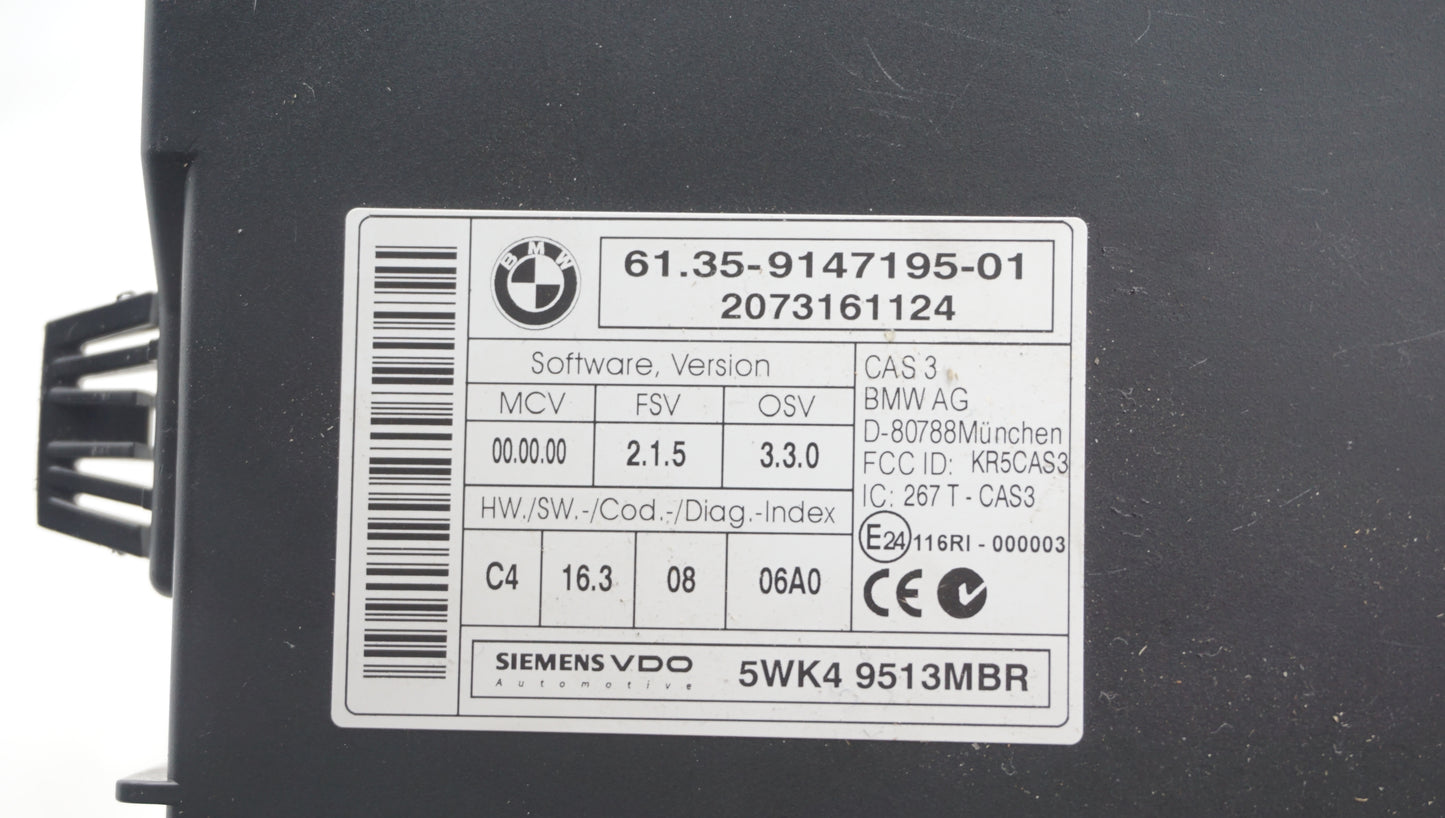 BMW
61.35-9147195-01
2073161124
Software, Version
MCV FSV OSV
00.00.00 2.1.5 3.3.0
HW./SW.-/Cod.-/Diag.-Index
C4 16.3 08 06A0
CAS 3
BMW AG
D-80788München
FCC ID: KR5CAS3
IC: 267 T - CAS3
E24 116RI - 000003
CE
SIEMENS VDO
Automotive
5WK4 9513MBR